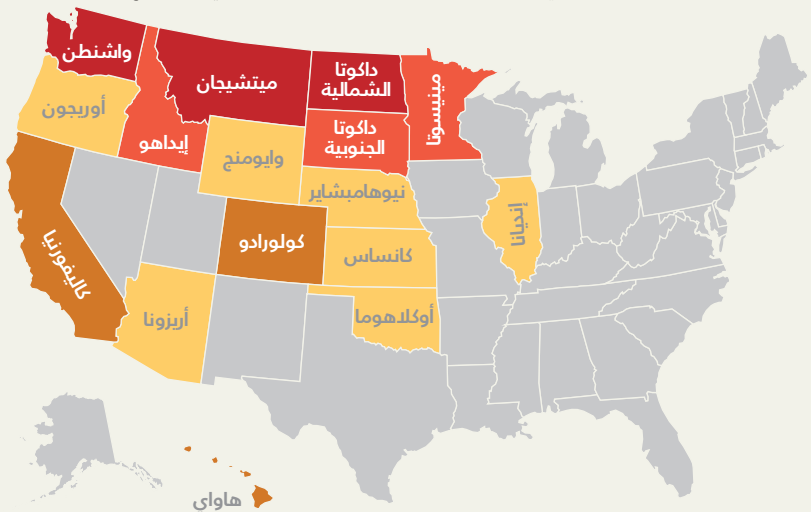 واشنطن
ميتشيجان
داكوتا
الشمالية
مينيسوتا
أوريجون
إيداهو
داكوتا
الجنوبية
وايومنج
نيوهامبشاير
إنديانا
كولورادو
كانساس
كاليفورنيا
أريزونا
أوكلاهوما
هاواي